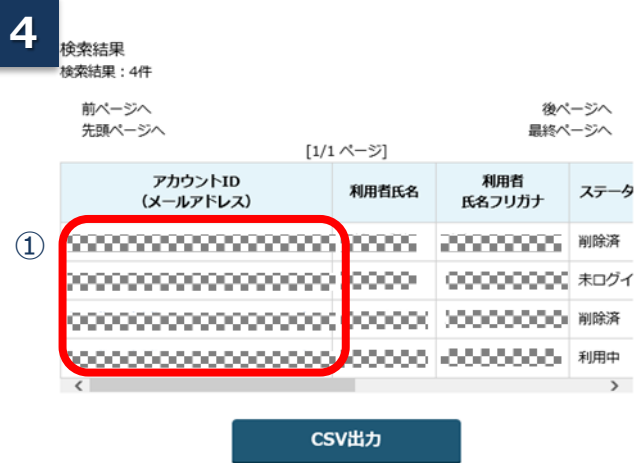 4
検索結果
検索結果：4件
前ページへ 後ページへ
先頭ページへ 最終ページへ
[1/1 ページ]
アカウントID
（メールアドレス）
利用者氏名
利用者
氏名フリガナ
ステータ
①
削除済
未ログイ
削除済
利用中
CSV出力